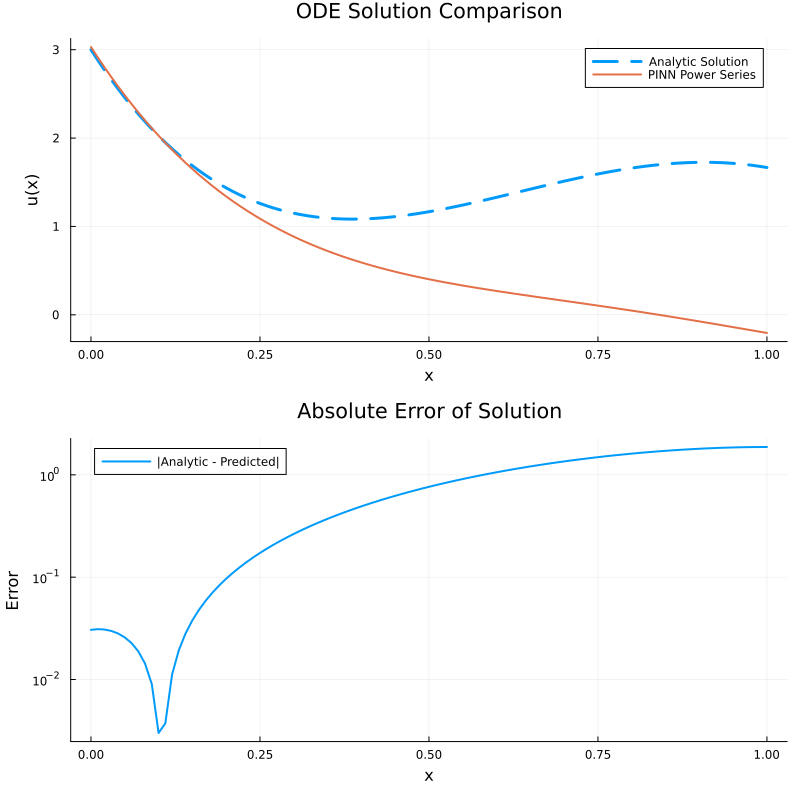 ODE Solution Comparison
u(x)
3
2
1
0
Analytic Solution
PINN Power Series
0.00 0.25 0.50 0.75 1.00
x
Absolute Error of Solution
Error
10^0
10^-1
10^-2
|Analytic - Predicted|
0.00 0.25 0.50 0.75 1.00
x